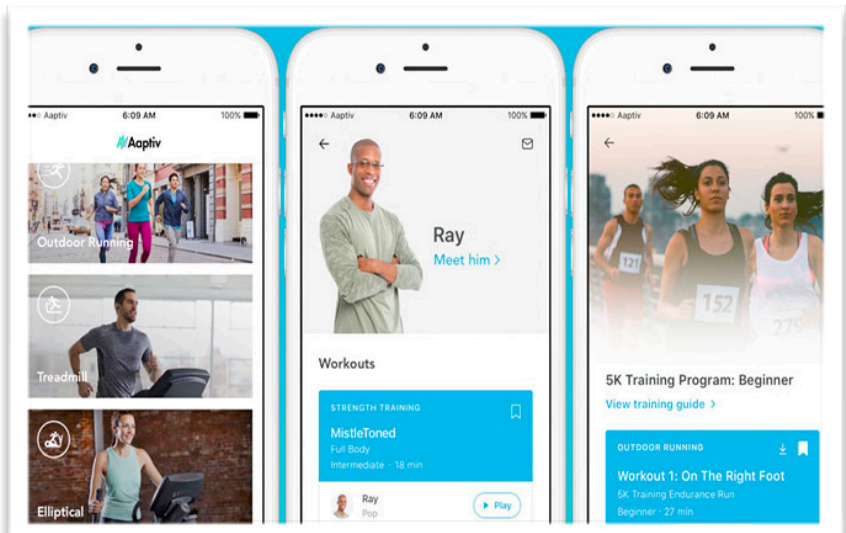 Aaptiv 6:09 AM 100%
Aaptiv
Outdoor Running
Treadmill
Elliptical
Aaptiv 6:09 AM 100%
Ray
Meet him >
Workouts
STRENGTH TRAINING
MistleToned
Full Body
Intermediate · 18 min
Ray
Pop
Play
Aaptiv 6:09 AM 100%
121
152
279
5K Training Program: Beginner
View training guide >
OUTDOOR RUNNING
Workout 1: On The Right Foot
5K Training Endurance Run
Beginner · 27 min